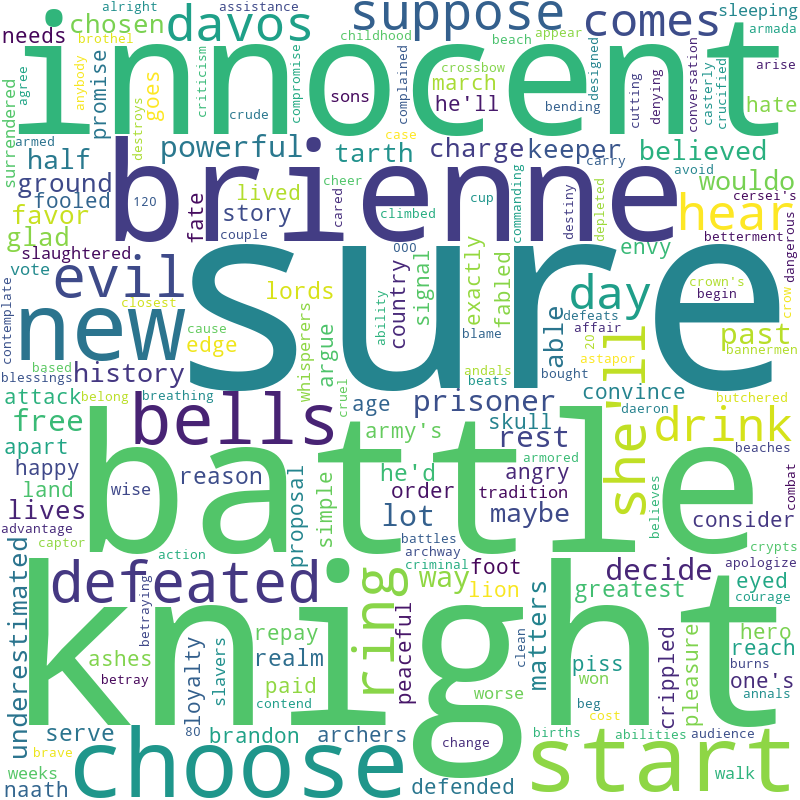 alright
assistance
needs
chosen
davos
suppose
comes
sleeping
armada
innocent
agree
brothel
anybody
goes
promise
criticism
childhood
compromise
sons
complained
beach
crossbow
march
he'll
appear
designed
cutting
denying
conversation
casterly
crucified
arise
hate
surrendered
armed
destroys
crude
case
bending
half
powerful
tarth
charge
keeper
believed
ground
fooled
120
brienne
lived
cheer
cared
cup
carry
avoid
wouldo
cersei's
favor
fate
story
couple
climbed
commanding
destiny
depleted
hear
dangerous
glad
slaughtered
000
betterment
vote
evil
envy
contemplate
closest
lords
country
signal
exactly
fabled
day
crown's
begin
crow
new
sure
edge
cause
whisperers
argue
ability
blame
able
defeats
affair
20
past
bannermen
based
blessings
history
andals
beats
bought
astapor
belong
breathing
cruel
attack
free
bells
age
prisoner
convince
daeron
butchered
skull
she'll
drink
apart
army's
rest
armored
beaches
happy
reason
he'd
angry
land
wise
simple
proposal
order
tradition
believes
combat
lives
lot
maybe
consider
advantage
battle
captor
action
battles
archway
criminal
crypts
apologize
underestimated
defeated
betraying
ring
way
foot
lion
decide
greatest
eyed
courage
knight
repay
peaceful
matters
hero
ashes
realm
clean
piss
crippled
pleasure
reach
burns
one's
betray
loyalty
slavers
paid
contend
worse
won
beg
cost
annals
brave
80
serve
brandon
archers
change
births
abilities
audience
weeks
choose
start
walk
naath
defended